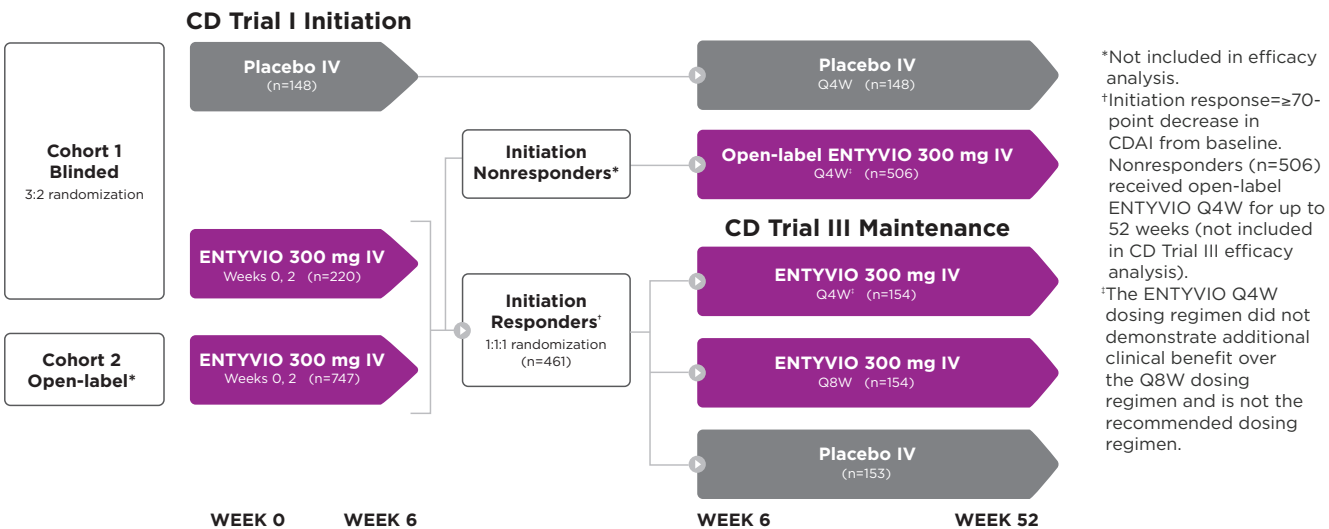 CD Trial I Initiation
Cohort 1
Blinded
3:2 randomization
Placebo IV
(n=148)
Placebo IV
Q4W (n=148)
Initiation
Nonresponders*
Open-label ENTYVIO 300 mg IV
Q4W‡ (n=506)
ENTYVIO 300 mg IV
Weeks 0, 2 (n=220)
Cohort 2
Open-label*
ENTYVIO 300 mg IV
Weeks 0, 2 (n=747)
Initiation
Responders†
1:1:1 randomization
(n=461)
CD Trial III Maintenance
ENTYVIO 300 mg IV
Q4W‡ (n=154)
ENTYVIO 300 mg IV
Q8W (n=154)
Placebo IV
(n=153)
WEEK 0
WEEK 6
WEEK 6
WEEK 52
*Not included in efficacy
analysis.
†Initiation response=≥70-
point decrease in
CDAI from baseline.
Nonresponders (n=506)
received open-label
ENTYVIO Q4W for up to
52 weeks (not included
in CD Trial III efficacy
analysis).
‡The ENTYVIO Q4W
dosing regimen did not
demonstrate additional
clinical benefit over
the Q8W dosing
regimen and is not the
recommended dosing
regimen.